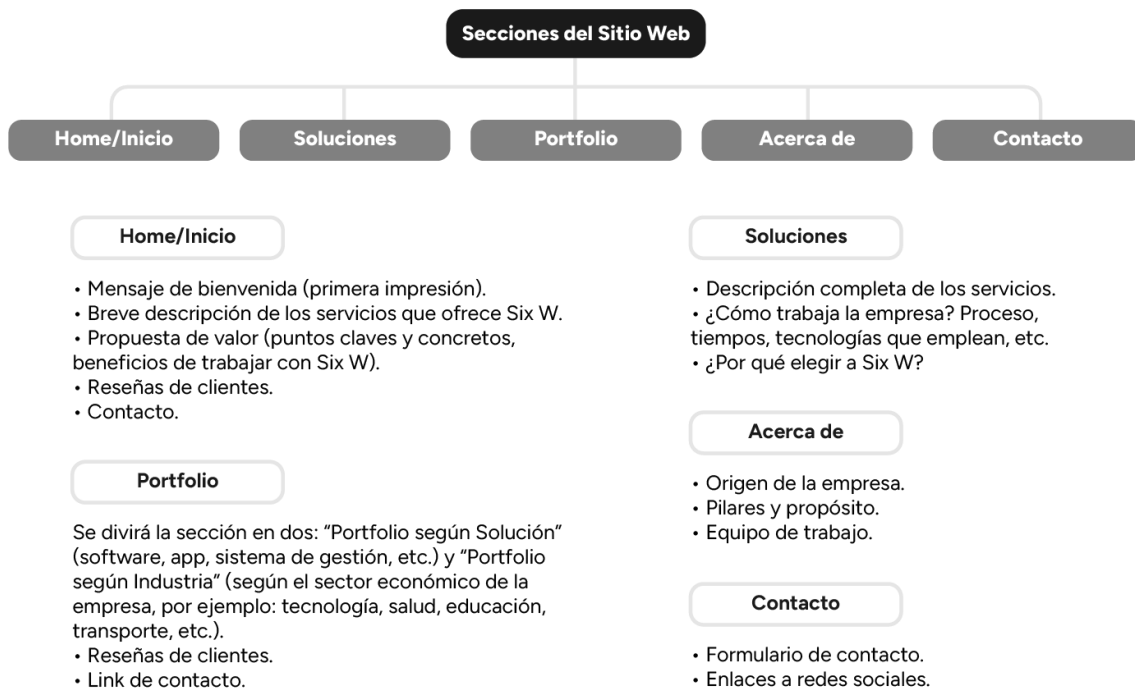 Secciones del Sitio Web
Home/Inicio
Soluciones
Portfolio
Acerca de
Contacto
Home/Inicio
• Mensaje de bienvenida (primera impresión).
• Breve descripción de los servicios que ofrece Six W.
• Propuesta de valor (puntos claves y concretos,
beneficios de trabajar con Six W).
• Reseñas de clientes.
• Contacto.
Portfolio
Se divirá la sección en dos: “Portfolio según Solución”
(software, app, sistema de gestión, etc.) y “Portfolio
según Industria” (según el sector económico de la
empresa, por ejemplo: tecnología, salud, educación,
transporte, etc.).
• Reseñas de clientes.
• Link de contacto.
Soluciones
• Descripción completa de los servicios.
• ¿Cómo trabaja la empresa? Proceso,
tiempos, tecnologías que emplean, etc.
• ¿Por qué elegir a Six W?
Acerca de
• Origen de la empresa.
• Pilares y propósito.
• Equipo de trabajo.
Contacto
• Formulario de contacto.
• Enlaces a redes sociales.